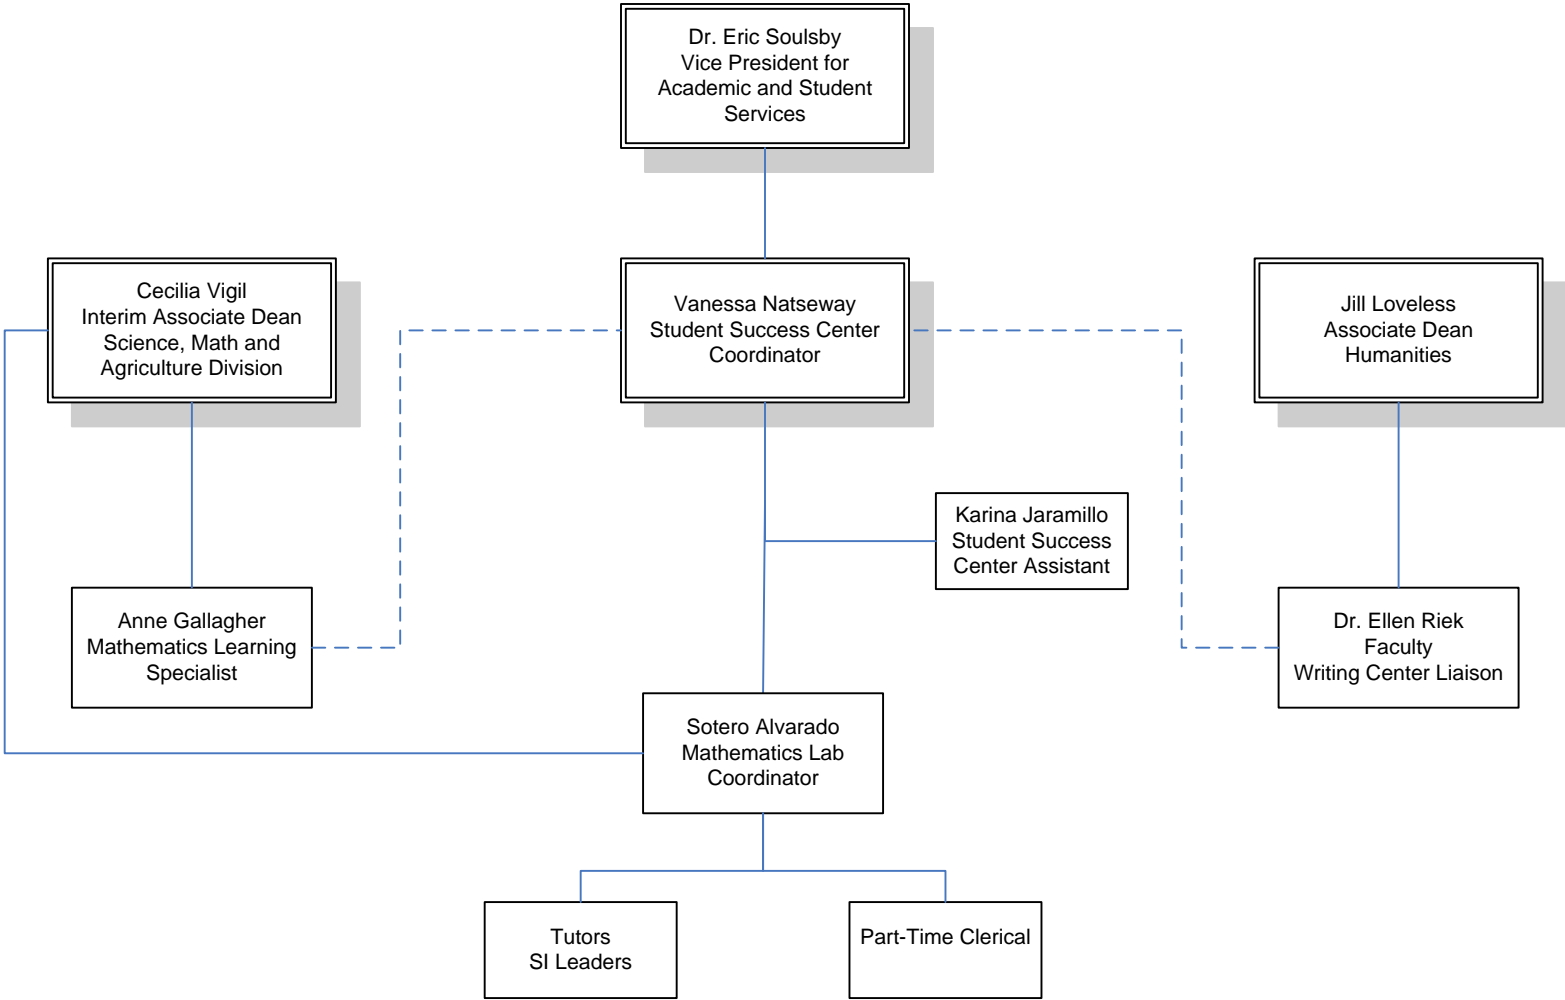 Dr. Eric Soulsby
Vice President for
Academic and Student
Services
Cecilia Vigil
Interim Associate Dean
Science, Math and
Agriculture Division
Vanessa Natseway
Student Success Center
Coordinator
Jill Loveless
Associate Dean
Humanities
Karina Jaramillo
Student Success
Center Assistant
Anne Gallagher
Mathematics Learning
Specialist
Dr. Ellen Riek
Faculty
Writing Center Liaison
Sotero Alvarado
Mathematics Lab
Coordinator
Tutors
SI Leaders
Part-Time Clerical